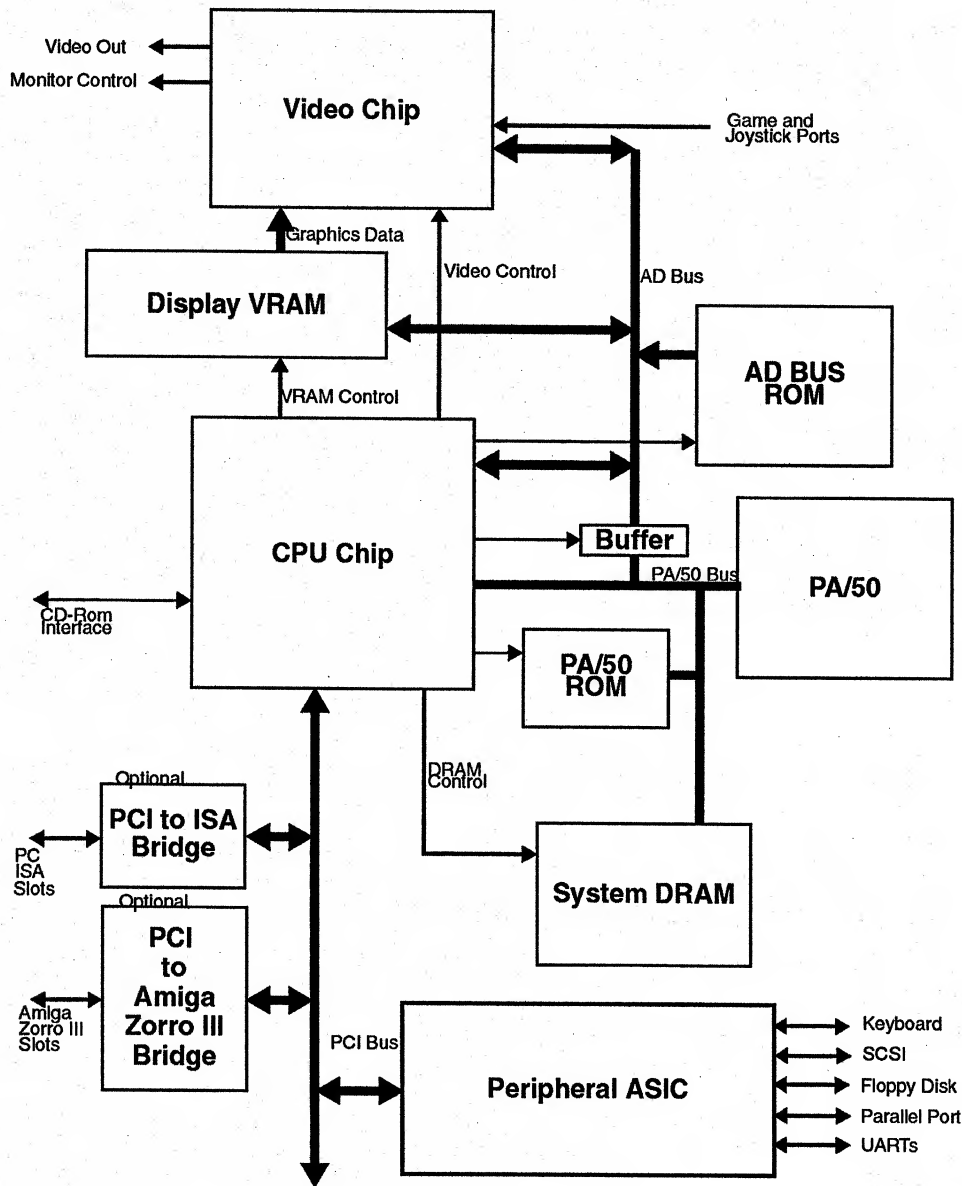 Video Out
Monitor Control
Video Chip
Game and
Joystick Ports
Graphics Data
Video Control
AD Bus
Display VRAM
AD BUS
ROM
VRAM Control
CPU Chip
Buffer
PA/50 Bus
PA/50
CD-Rom
Interface
PA/50
ROM
DRAM
Control
Optional
PCI to ISA
Bridge
PC
ISA
Slots
System DRAM
Optional
PCI
to
Amiga
Zorro III
Bridge
Amiga
Zorro III
Slots
PCI Bus
Peripheral ASIC
Keyboard
SCSI
Floppy Disk
Parallel Port
UARTs